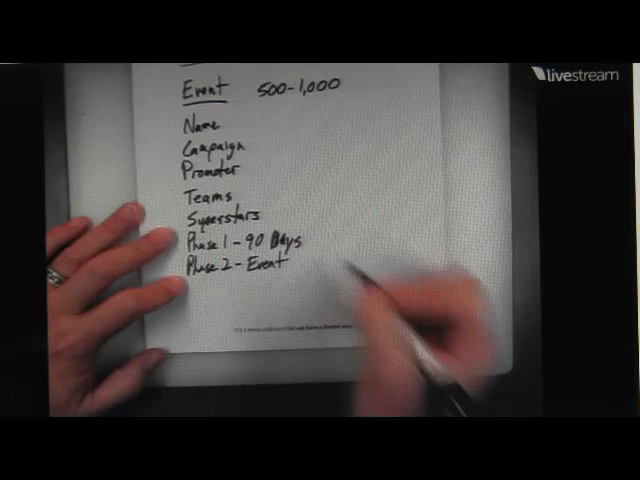 livestream
Event 500-1,000
Name
Campaign
Promoter
Teams
Superstars
Phase 1 - 90 Days
Phase 2 - Event